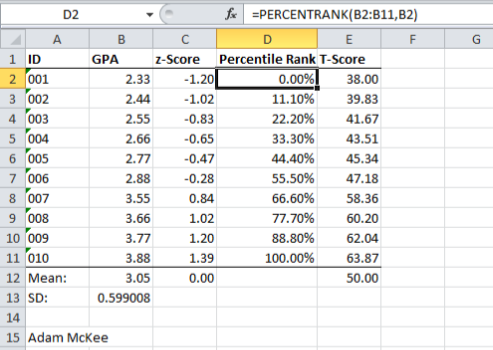 D2 fx =PERCENTRANK(B2:B11,B2)
A B C D E F G
1 ID GPA z-Score Percentile Rank T-Score
2 001 2.33 -1.20 0.00% 38.00
3 002 2.44 -1.02 11.10% 39.83
4 003 2.55 -0.83 22.20% 41.67
5 004 2.66 -0.65 33.30% 43.51
6 005 2.77 -0.47 44.40% 45.34
7 006 2.88 -0.28 55.50% 47.18
8 007 3.55 0.84 66.60% 58.36
9 008 3.66 1.02 77.70% 60.20
10 009 3.77 1.20 88.80% 62.04
11 010 3.88 1.39 100.00% 63.87
12 Mean: 3.05 0.00 50.00
13 SD: 0.599008
14
15 Adam McKee